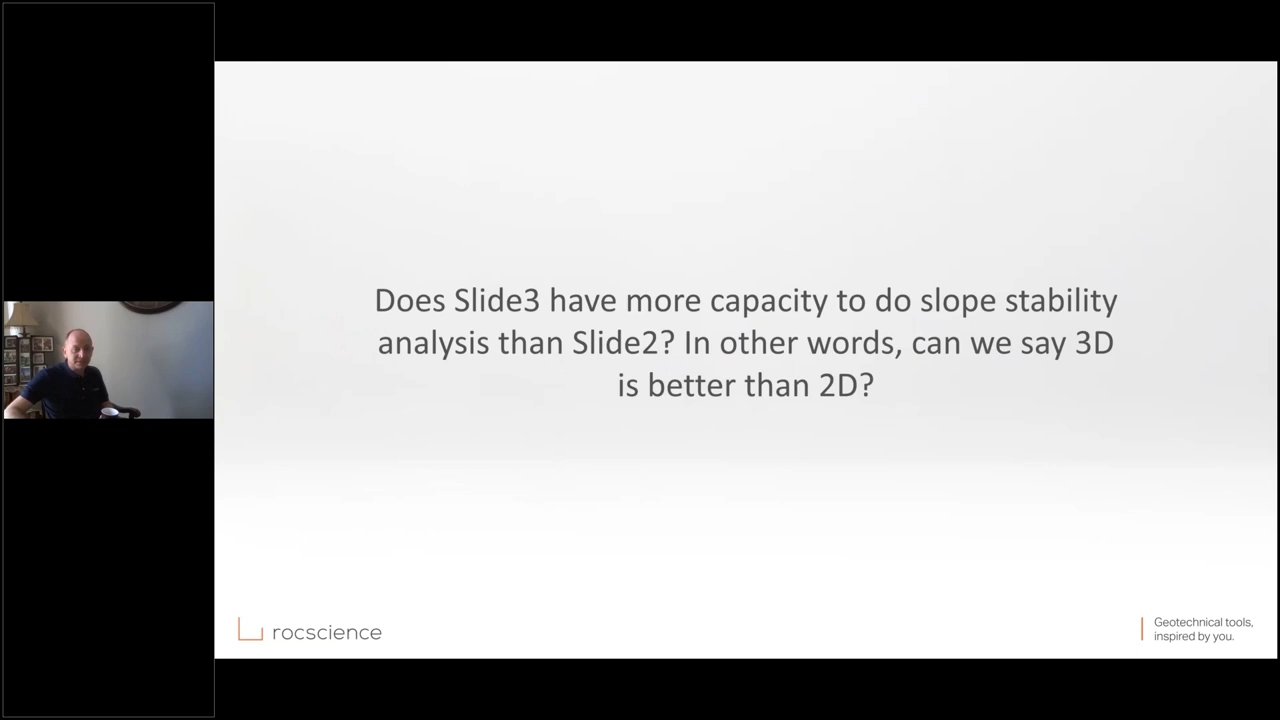 Does Slide3 have more capacity to do slope stability
analysis than Slide2? In other words, can we say 3D
is better than 2D?
rocscience
Geotechnical tools,
inspired by you.